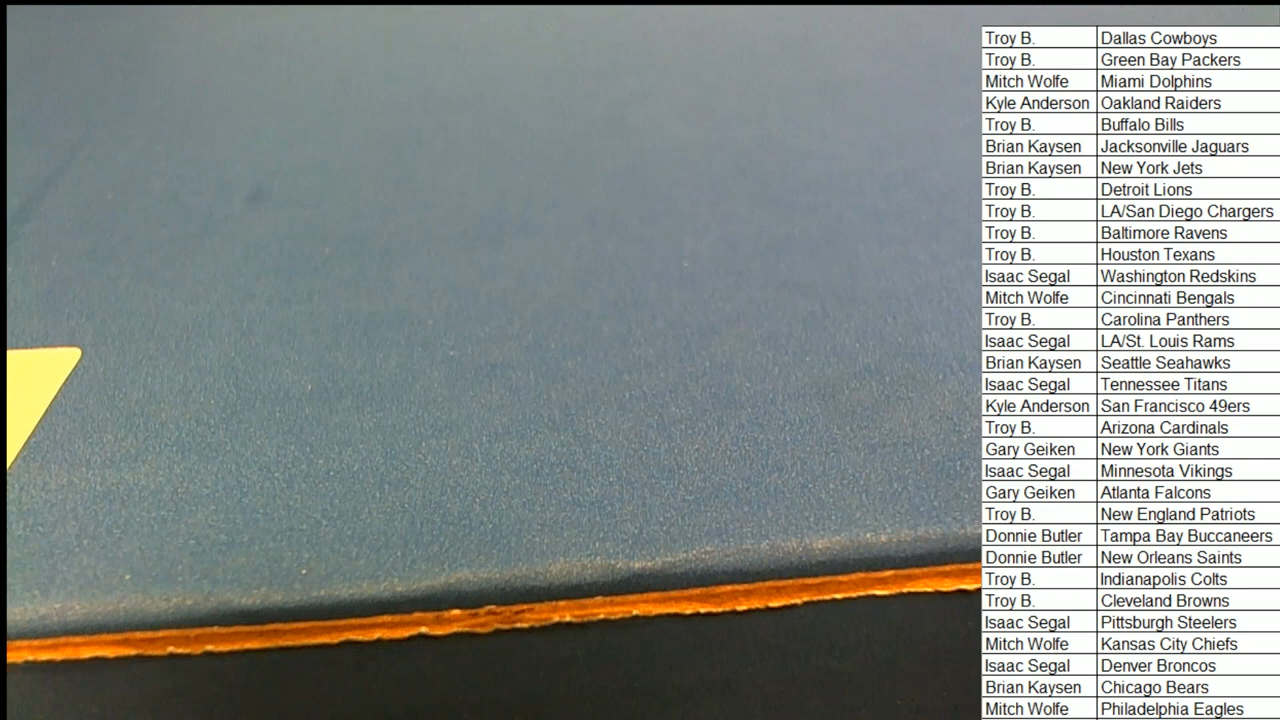 Troy B. Dallas Cowboys
Troy B. Green Bay Packers
Mitch Wolfe Miami Dolphins
Kyle Anderson Oakland Raiders
Troy B. Buffalo Bills
Brian Kaysen Jacksonville Jaguars
Brian Kaysen New York Jets
Troy B. Detroit Lions
Troy B. LA/San Diego Chargers
Troy B. Baltimore Ravens
Troy B. Houston Texans
Isaac Segal Washington Redskins
Mitch Wolfe Cincinnati Bengals
Troy B. Carolina Panthers
Isaac Segal LA/St. Louis Rams
Brian Kaysen Seattle Seahawks
Isaac Segal Tennessee Titans
Kyle Anderson San Francisco 49ers
Troy B. Arizona Cardinals
Gary Geiken New York Giants
Isaac Segal Minnesota Vikings
Gary Geiken Atlanta Falcons
Troy B. New England Patriots
Donnie Butler Tampa Bay Buccaneers
Donnie Butler New Orleans Saints
Troy B. Indianapolis Colts
Troy B. Cleveland Browns
Isaac Segal Pittsburgh Steelers
Mitch Wolfe Kansas City Chiefs
Isaac Segal Denver Broncos
Brian Kaysen Chicago Bears
Mitch Wolfe Philadelphia Eagles